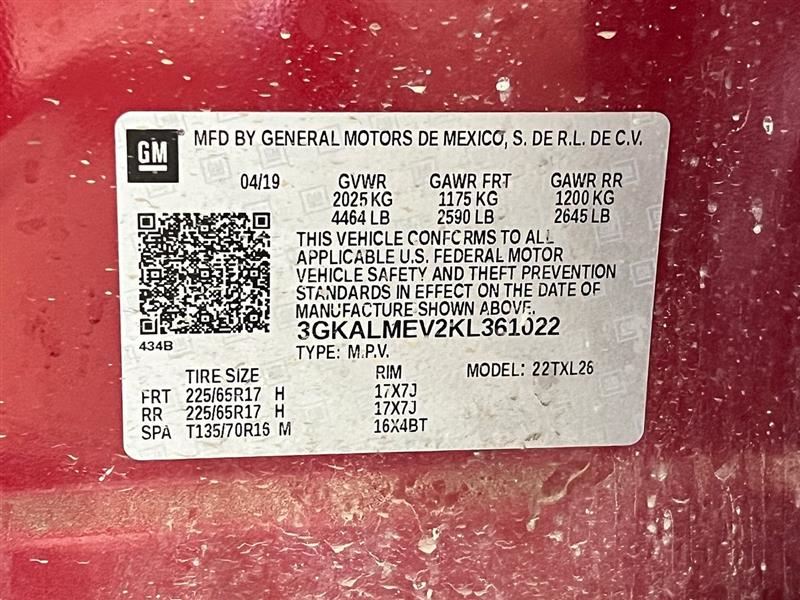 GM MFD BY GENERAL MOTORS DE MEXICO, S. DE R.L. DE C.V.
04/19 GVWR GAWR FRT GAWR RR
2025 KG 1175 KG 1200 KG
4464 LB 2590 LB 2645 LB
THIS VEHICLE CONFORMS TO ALL
APPLICABLE U.S. FEDERAL MOTOR
VEHICLE SAFETY AND THEFT PREVENTION
STANDARDS IN EFFECT ON THE DATE OF
MANUFACTURE SHOWN ABOVE.
3GKALMEV2KL361022
434B
TYPE: M.P.V.
TIRE SIZE RIM MODEL: 22TXL26
FRT 225/65R17 H 17X7J
RR 225/65R17 H 17X7J
SPA T135/70R16 M 16X4BT